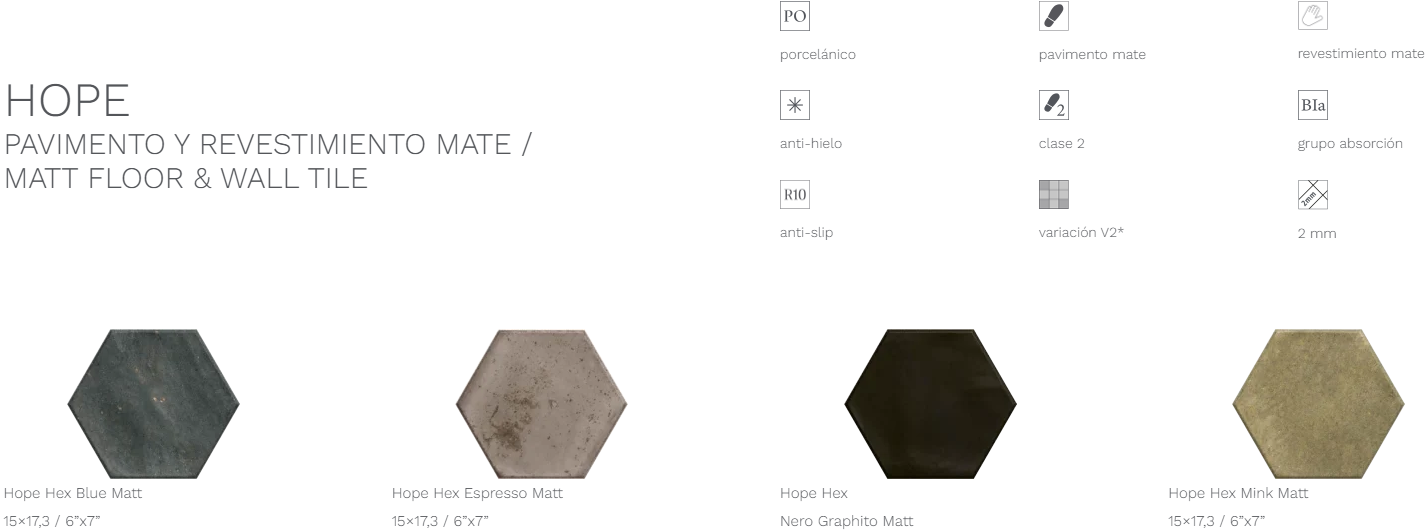 HOPE
PAVIMENTO Y REVESTIMIENTO MATE /
MATT FLOOR & WALL TILE
PO
porcelánico
pavimento mate
revestimiento mate
anti-hielo
2
clase 2
BIa
grupo absorción
R10
anti-slip
variación V2*
2mm
2 mm
Hope Hex Blue Matt
15×17,3 / 6”x7”
Hope Hex Espresso Matt
15×17,3 / 6”x7”
Hope Hex
Nero Graphito Matt
Hope Hex Mink Matt
15×17,3 / 6”x7”